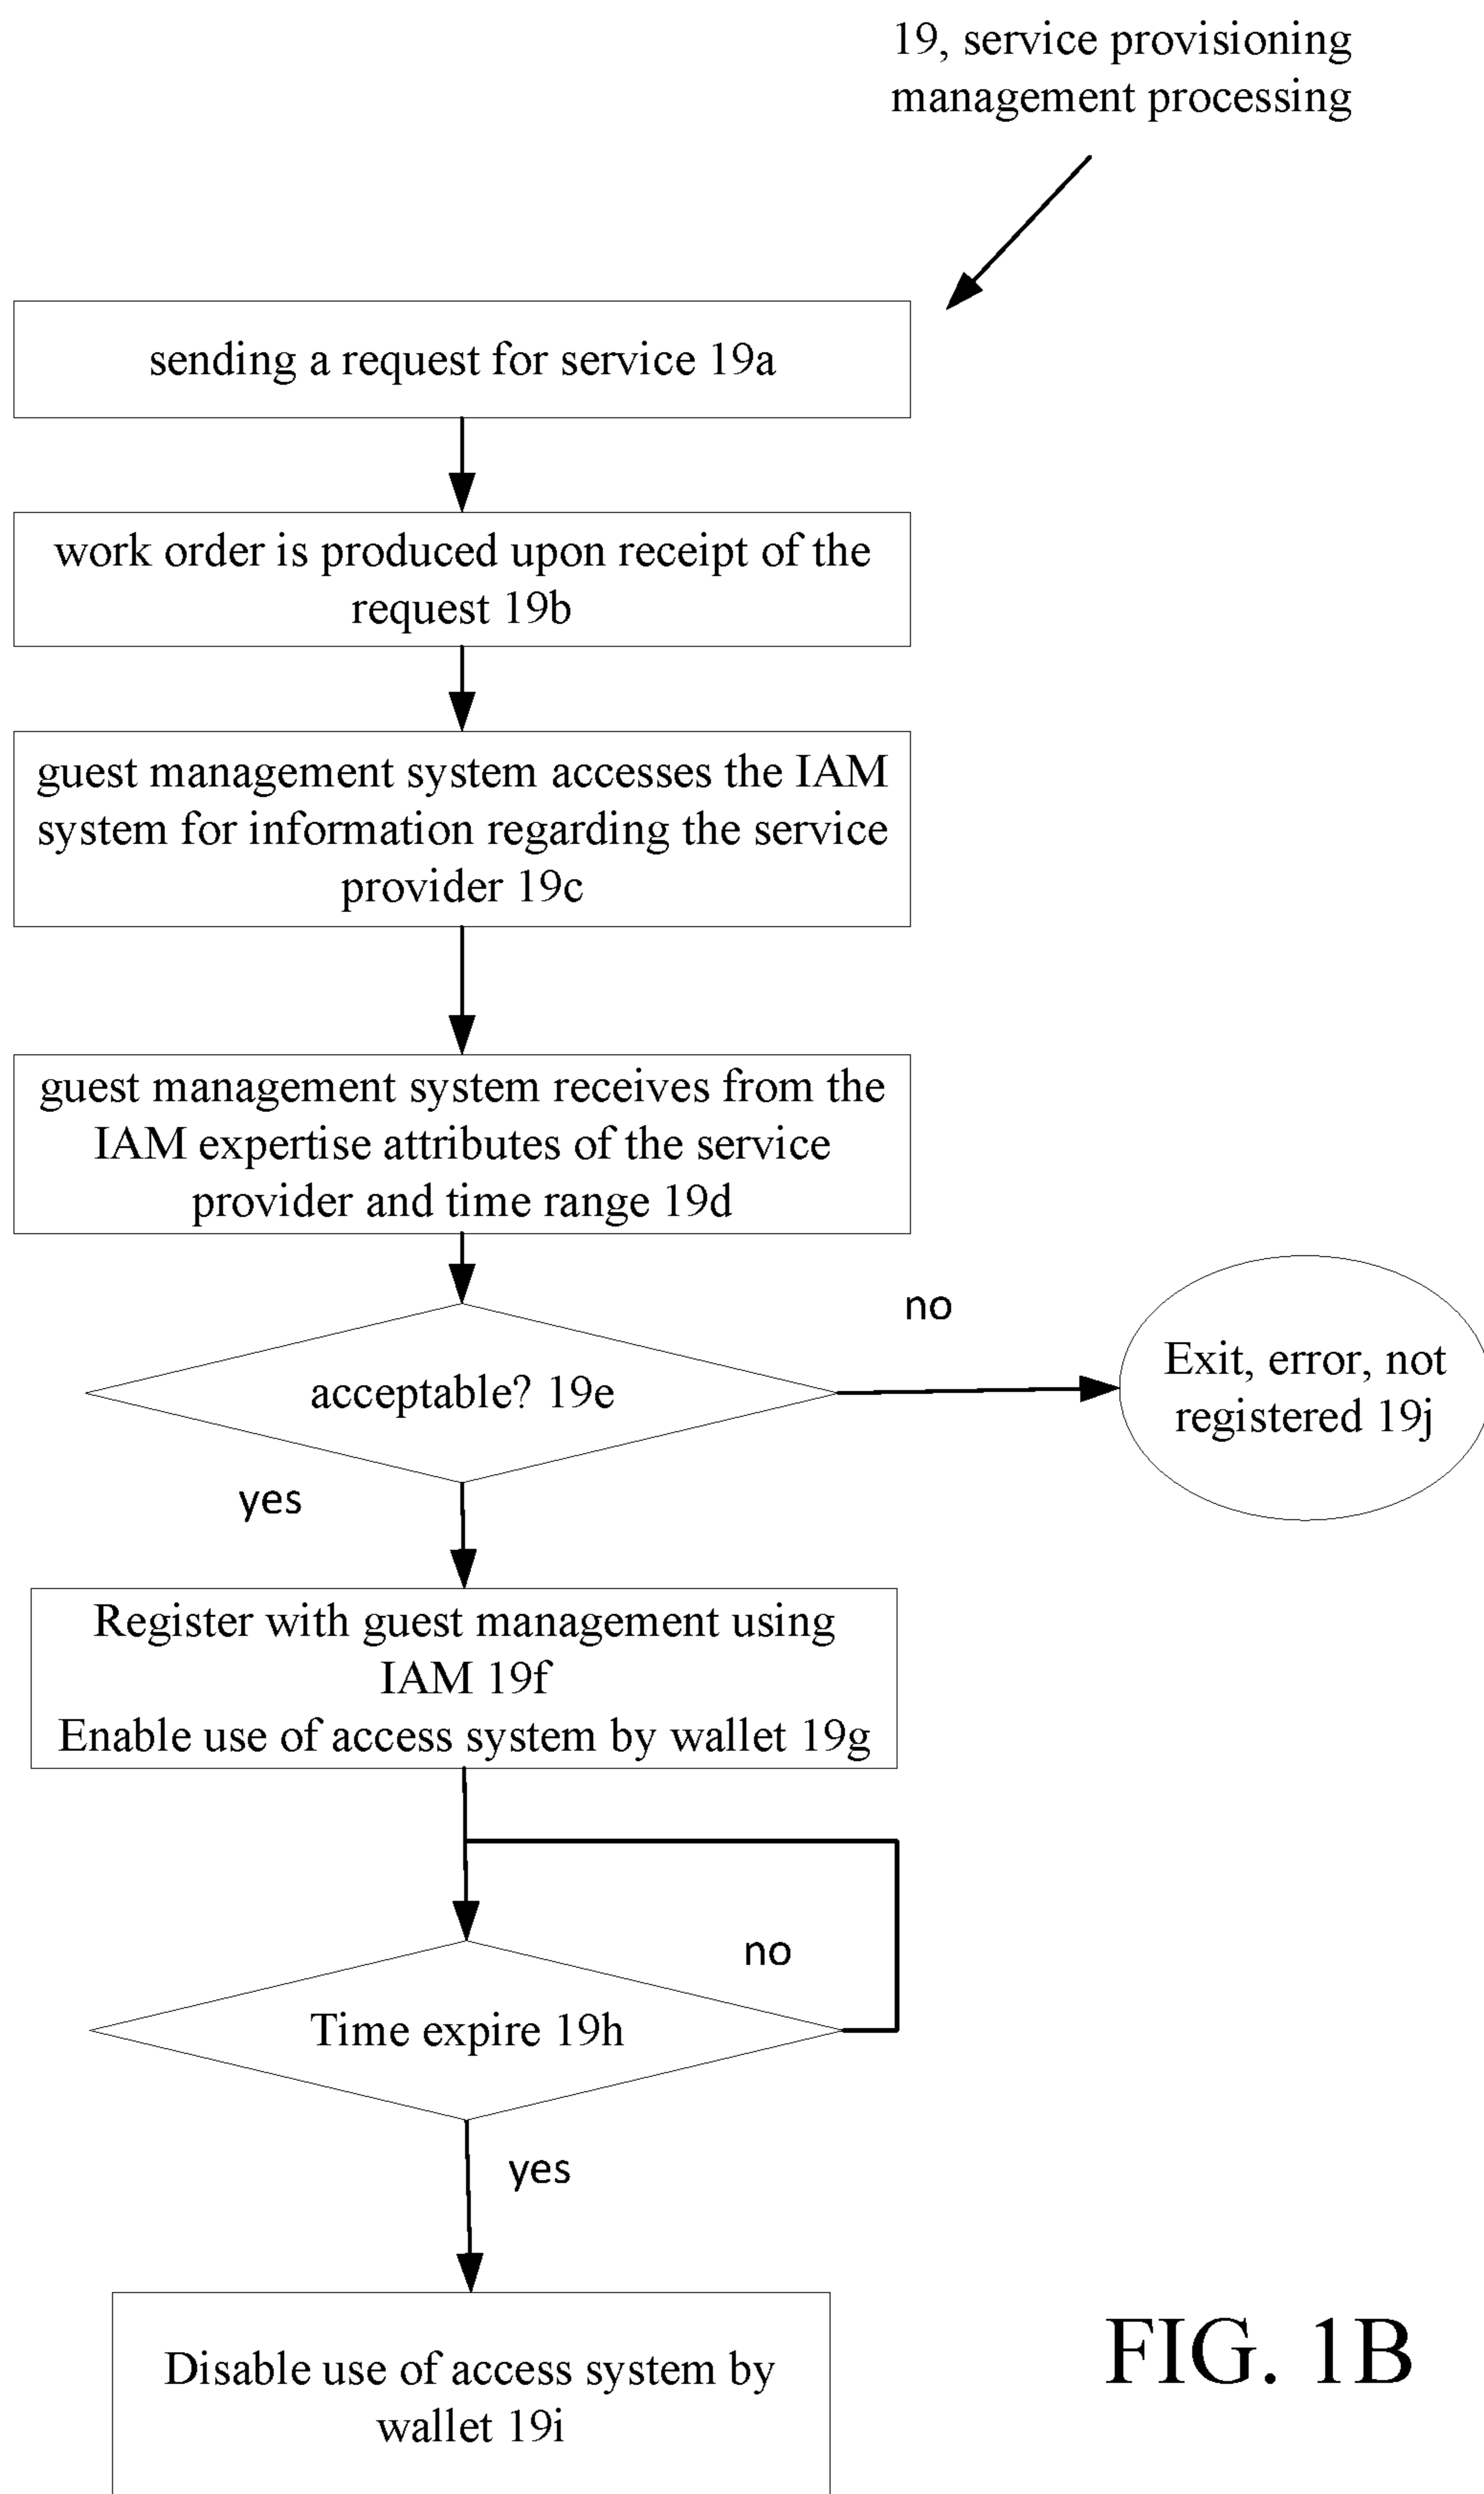 19, service provisioning
management processing
sending a request for service 19a
work order is produced upon receipt of the
request 19b
guest management system accesses the IAM
system for information regarding the service
provider 19c
guest management system receives from the
IAM expertise attributes of the service
provider and time range 19d
no
acceptable? 19e
Exit, error, not
registered 19j
yes
Register with guest management using
IAM 19f
Enable use of access system by wallet 19g
no
Time expire 19h
yes
Disable use of access system by
wallet 19i
FIG. 1B